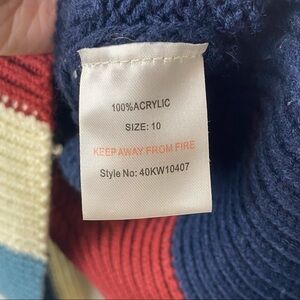 100%ACRYLIC
SIZE: 10
KEEP AWAY FROM FIRE
Style No: 40KW10407